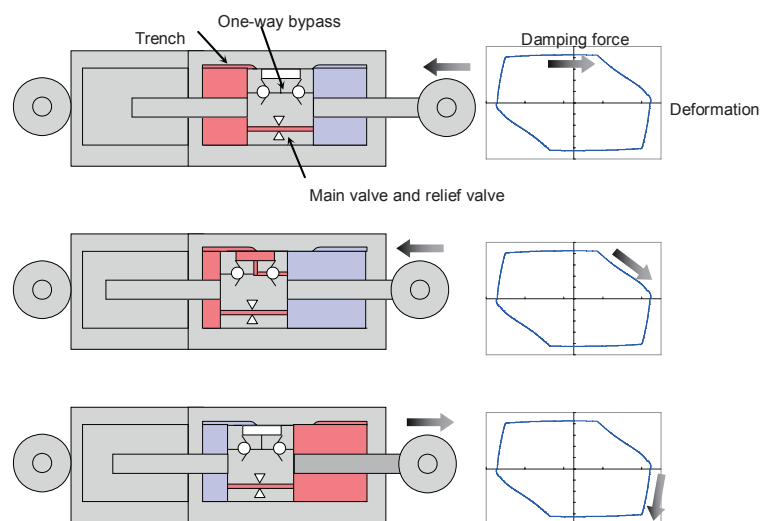 One-way bypass
Trench
Damping force
Deformation
Main valve and relief valve